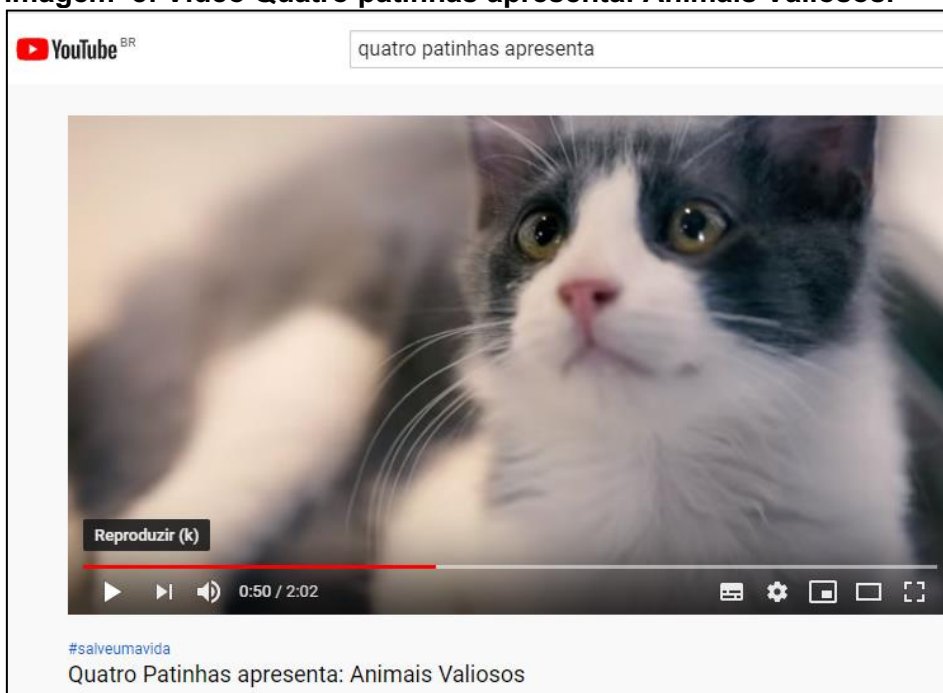 Imagem 3: Vídeo Quatro patinhas apresenta: Animais Valiosos.
YouTube BR
quatro patinhas apresenta
Reproduzir (k)
0:50 / 2:02
#salveumavida
Quatro Patinhas apresenta: Animais Valiosos